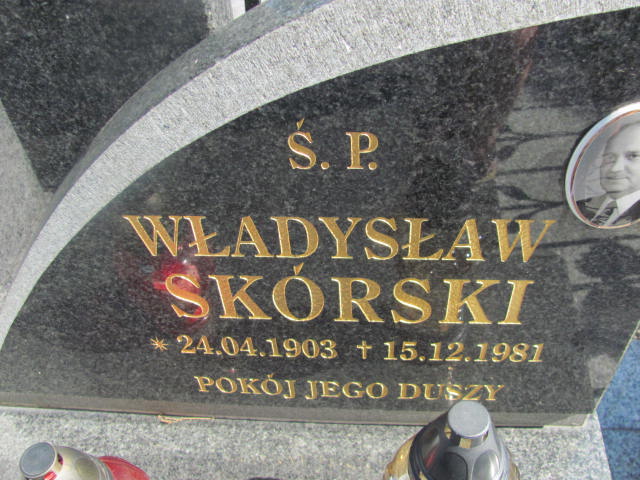 Ś. P.
WŁADYSŁAW
SKÓRSKI
* 24.04.1903 † 15.12.1981
POKÓJ JEGO DUSZY